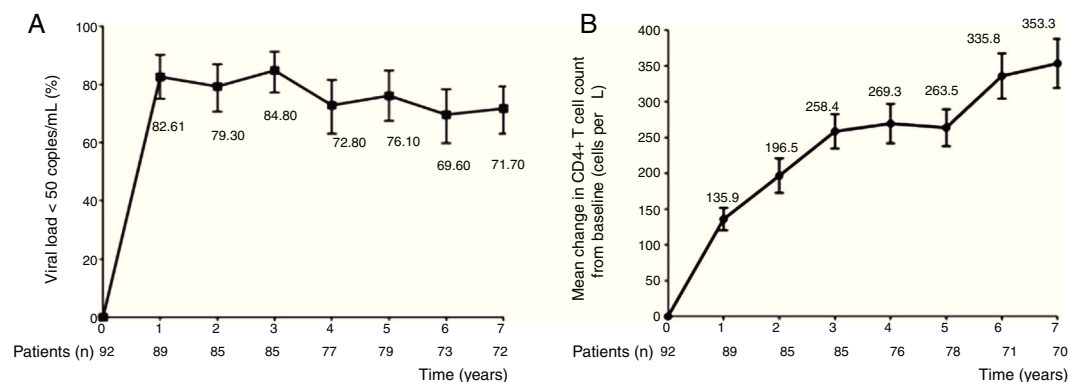 A
Viral load < 50 coples/mL (%)
100
80
60
40
20
0
82.61
79.30
84.80
72.80
76.10
69.60
71.70
0 1 2 3 4 5 6 7
Patients (n) 92 89 85 85 77 79 73 72
Time (years)
B
Mean change in CD4+ T cell count
from baseline (cells per L)
400
350
300
250
200
150
100
50
0
135.9
196.5
258.4
269.3
263.5
335.8
353.3
0 1 2 3 4 5 6 7
Patients (n) 92 89 85 85 76 78 71 70
Time (years)